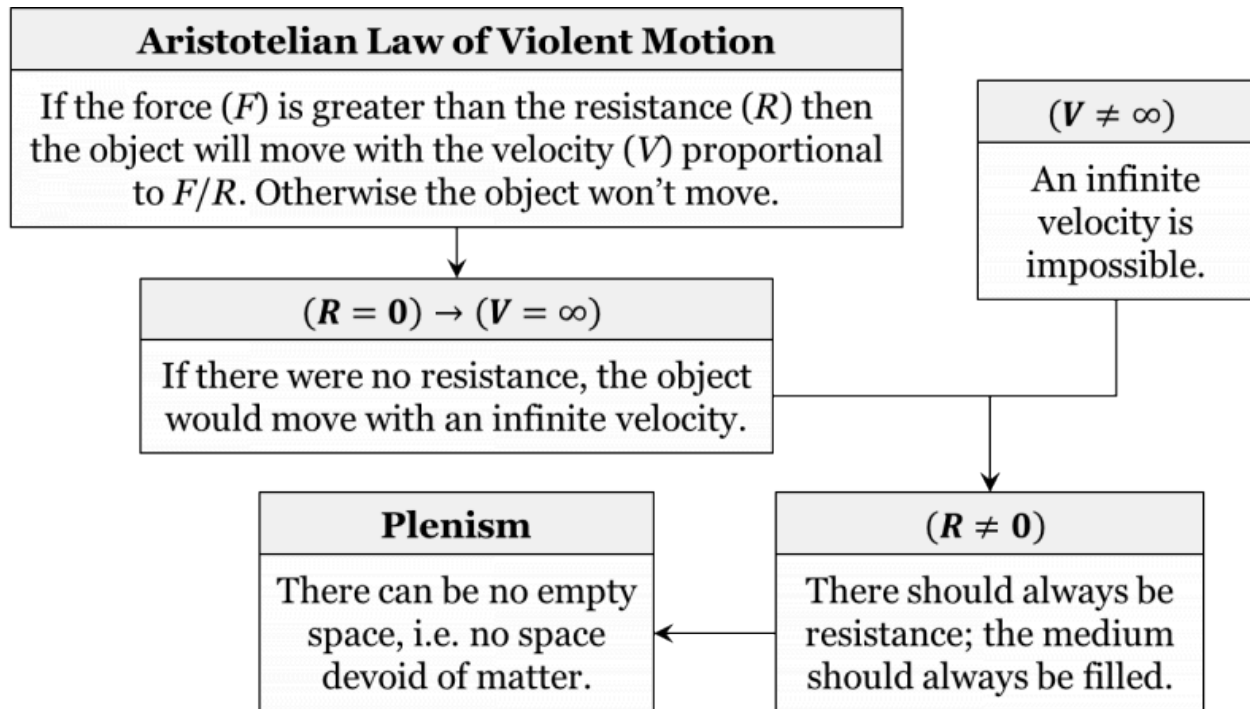 Aristotelian Law of Violent Motion
If the force (F) is greater than the resistance (R) then
the object will move with the velocity (V) proportional
to F/R. Otherwise the object won’t move.
(V ≠ ∞)
An infinite
velocity is
impossible.
(R = 0) → (V = ∞)
If there were no resistance, the object
would move with an infinite velocity.
Plenism
There can be no empty
space, i.e. no space
devoid of matter.
(R ≠ 0)
There should always be
resistance; the medium
should always be filled.